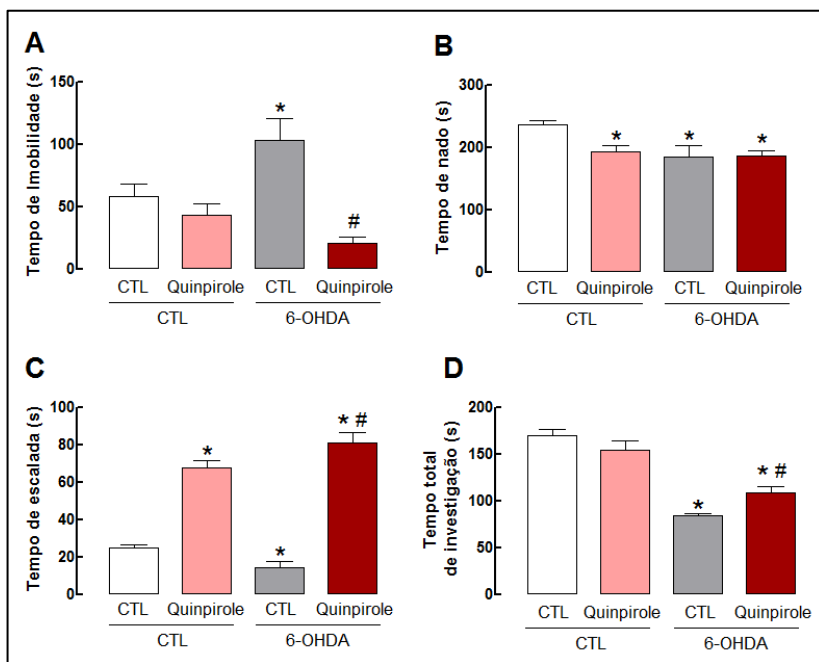 A
Tempo de Imobilidade (s)
150
100
50
0
*
#
CTL Quinpirole CTL Quinpirole
CTL 6-OHDA
B
Tempo de nado (s)
300
200
100
0
* * *
CTL Quinpirole CTL Quinpirole
CTL 6-OHDA
C
Tempo de escalada (s)
100
80
60
40
20
0
* * * #
CTL Quinpirole CTL Quinpirole
CTL 6-OHDA
D
Tempo total
de investigação (s)
200
150
100
50
0
* * #
CTL Quinpirole CTL Quinpirole
CTL 6-OHDA